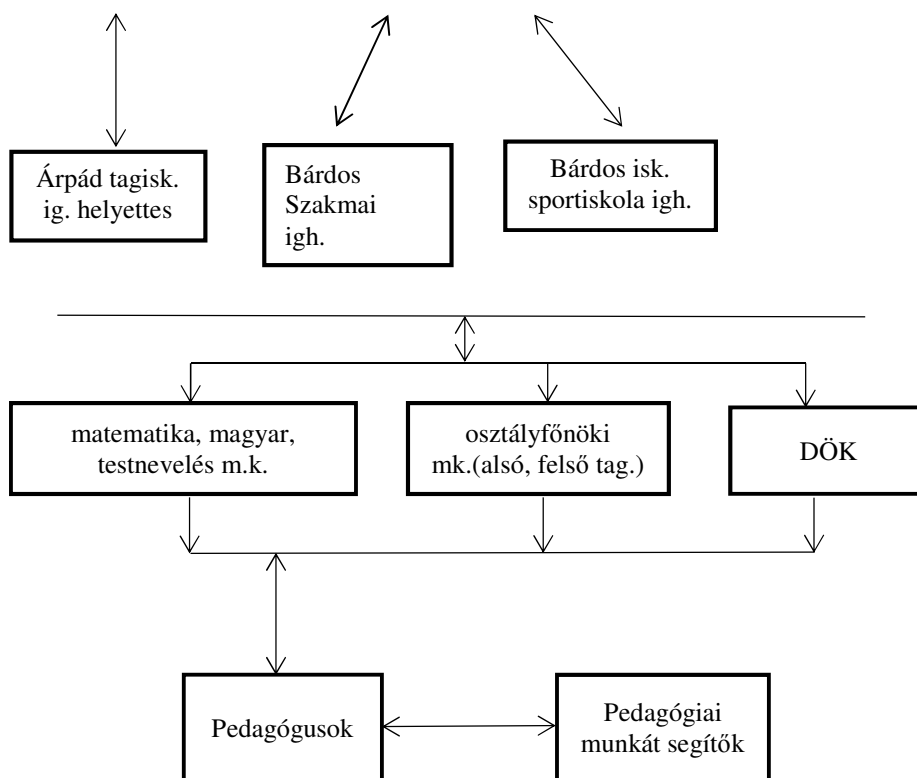 Árpád tagisk.
ig. helyettes
Bárdos
Szakmai
igh.
Bárdos isk.
sportiskola igh.
matematika, magyar,
testnevelés m.k.
osztályfőnöki
mk.(alsó, felső tag.)
DÖK
Pedagógusok
Pedagógiai
munkát segítők